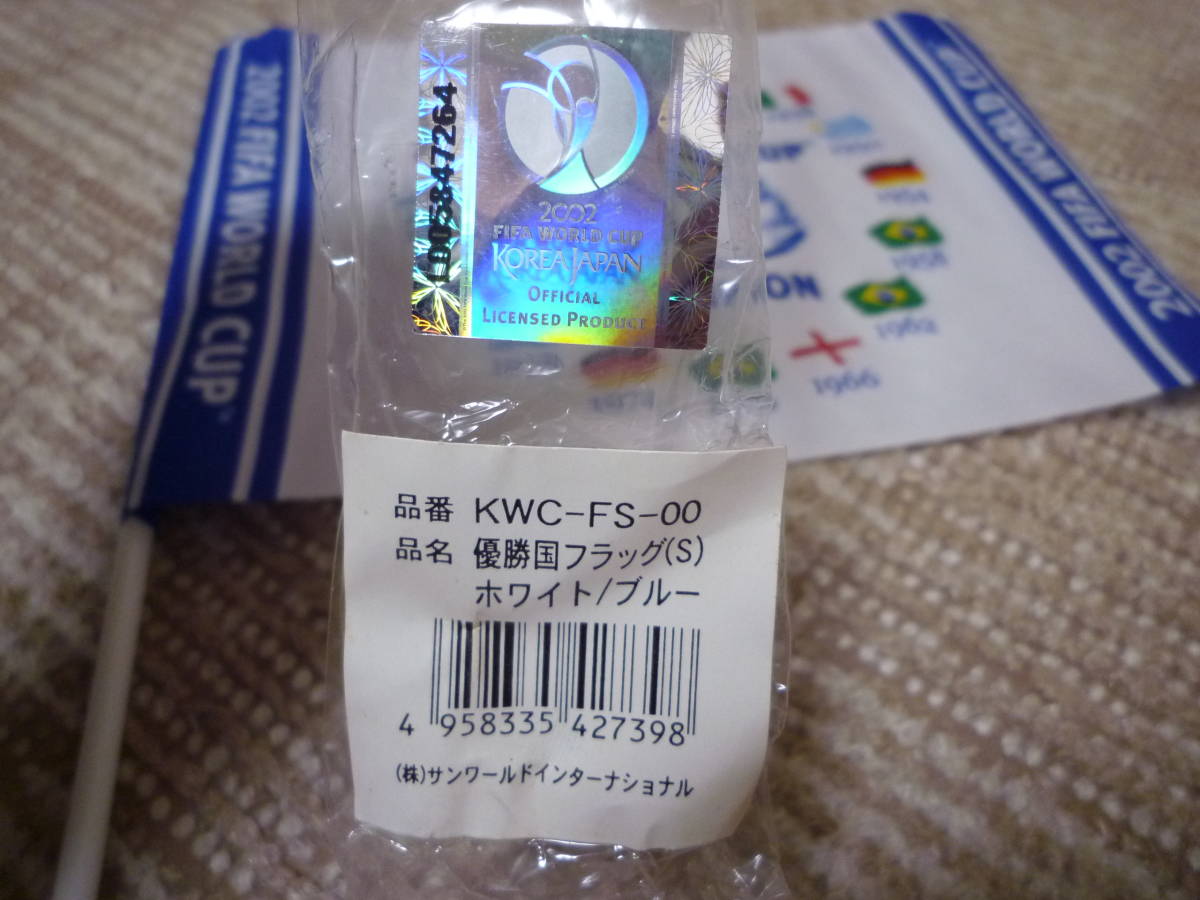 2002 FIFA WORLD CUP
L005847264
2002
FIFA WORLD CUP
KOREA JAPAN
OFFICIAL
LICENSED PRODUCT
2002 FIFA WORLD CUP
1954
1958
1962
1966
品番 KWC-FS-00
品名 優勝国フラッグ(S)
ホワイト/ブルー
4 958335 427398
(株)サンワールドインターナショナル